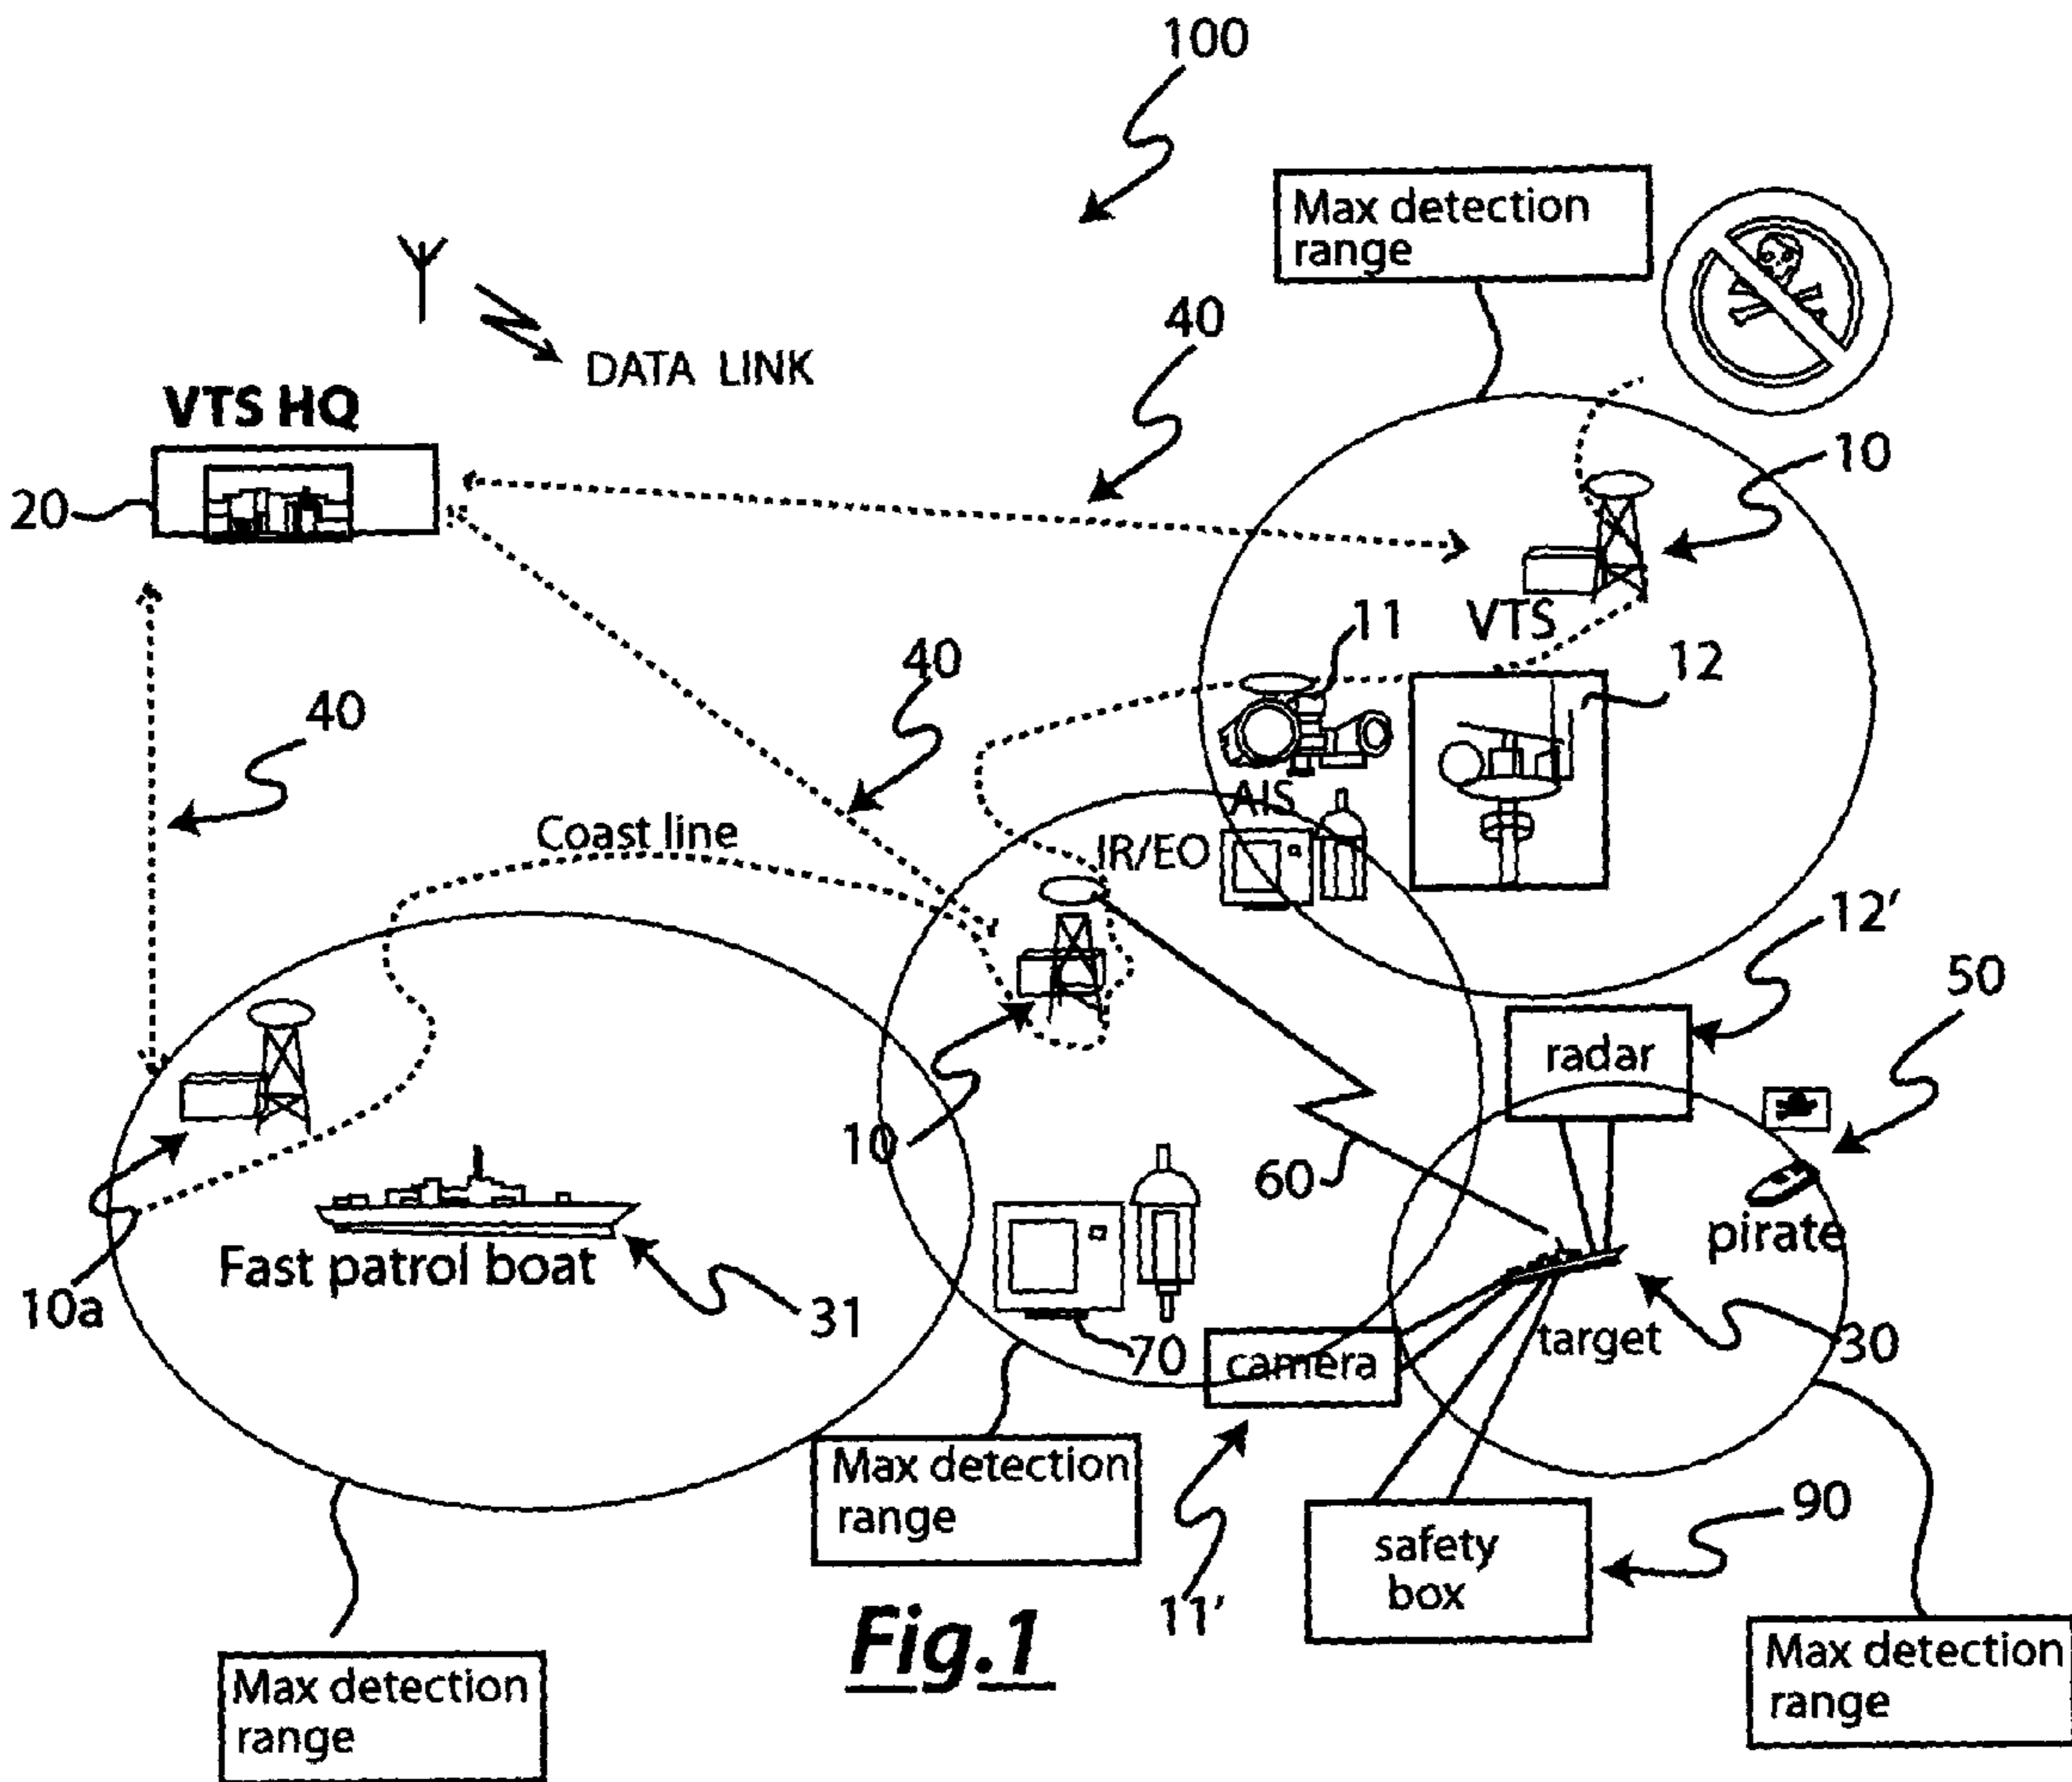 100
Max detection
range
40
DATA LINK
VTS HQ
10
20
VTS
11
12
40
40
AIS
Coast line
IR/EO
12'
50
radar
10
60
pirate
Fast patrol boat
10a
31
70
camera
target
30
Max detection
range
90
safety
box
11'
Fig.1
Max detection
range
Max detection
range